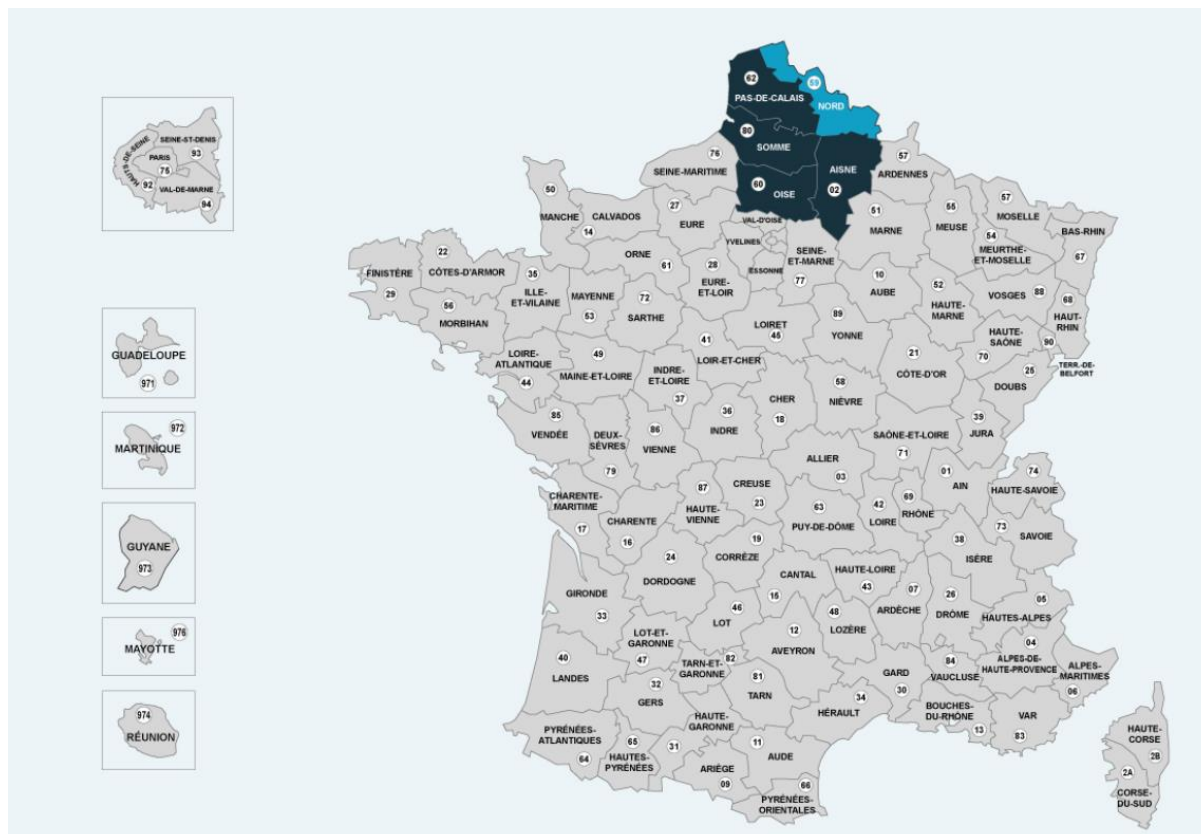 62
PAS-DE-CALAIS
59
NORD
80
SOMME
60
OISE
AISNE
02
SEINE-ST-DENIS
93
HAUTS-DE-SEINE
PARIS
75
92
VAL-DE-MARNE
94
76
SEINE-MARITIME
57
ARDENNES
50
MANCHE
CALVADOS
14
27
EURE
VAL-D'OISE
YVELINES
ESSONNE
SEINE-
ET-MARNE
77
51
MARNE
55
MEUSE
57
MOSELLE
54
MEURTHE-
ET-MOSELLE
BAS-RHIN
67
ORNE
61
28
EURE-
ET-LOIR
10
AUBE
52
HAUTE-
MARNE
VOSGES
88
68
HAUT-
RHIN
FINISTÈRE
29
22
CÔTES-D'ARMOR
56
MORBIHAN
35
ILLE-
ET-VILAINE
MAYENNE
53
72
SARTHE
LOIRET
45
89
YONNE
HAUTE-
SAÔNE
70
90
TERR.-DE-
BELFORT
25
DOUBS
LOIRE-
ATLANTIQUE
44
49
MAINE-ET-LOIRE
INDRE-
ET-LOIRE
37
41
LOIR-ET-CHER
CHER
18
58
NIÈVRE
21
CÔTE-D'OR
39
JURA
85
VENDÉE
DEUX-
SÈVRES
79
86
VIENNE
36
INDRE
ALLIER
03
SAÔNE-ET-LOIRE
71
01
AIN
74
HAUTE-SAVOIE
CHARENTE-
MARITIME
17
CHARENTE
16
87
HAUTE-
VIENNE
CREUSE
23
63
PUY-DE-DÔME
42
LOIRE
69
RHÔNE
73
SAVOIE
38
ISÈRE
24
DORDOGNE
19
CORRÈZE
CANTAL
15
HAUTE-LOIRE
43
07
ARDÈCHE
26
DRÔME
05
HAUTES-ALPES
GIRONDE
33
46
LOT
48
LOZÈRE
12
AVEYRON
LOT-ET-
GARONNE
47
82
TARN-ET-
GARONNE
04
ALPES-DE-
HAUTE-PROVENCE
ALPES-
MARITIMES
06
84
VAUCLUSE
GARD
30
40
LANDES
32
GERS
81
TARN
34
HÉRAULT
BOUCHES-
DU-RHÔNE
13
VAR
83
PYRÉNÉES-
ATLANTIQUES
64
65
HAUTES-
PYRÉNÉES
HAUTE-
GARONNE
31
ARIÈGE
09
11
AUDE
66
PYRÉNÉES-
ORIENTALES
HAUTE-
CORSE
2B
2A
CORSE-
DU-SUD
GUADELOUPE
971
972
MARTINIQUE
GUYANE
973
976
MAYOTTE
974
RÉUNION